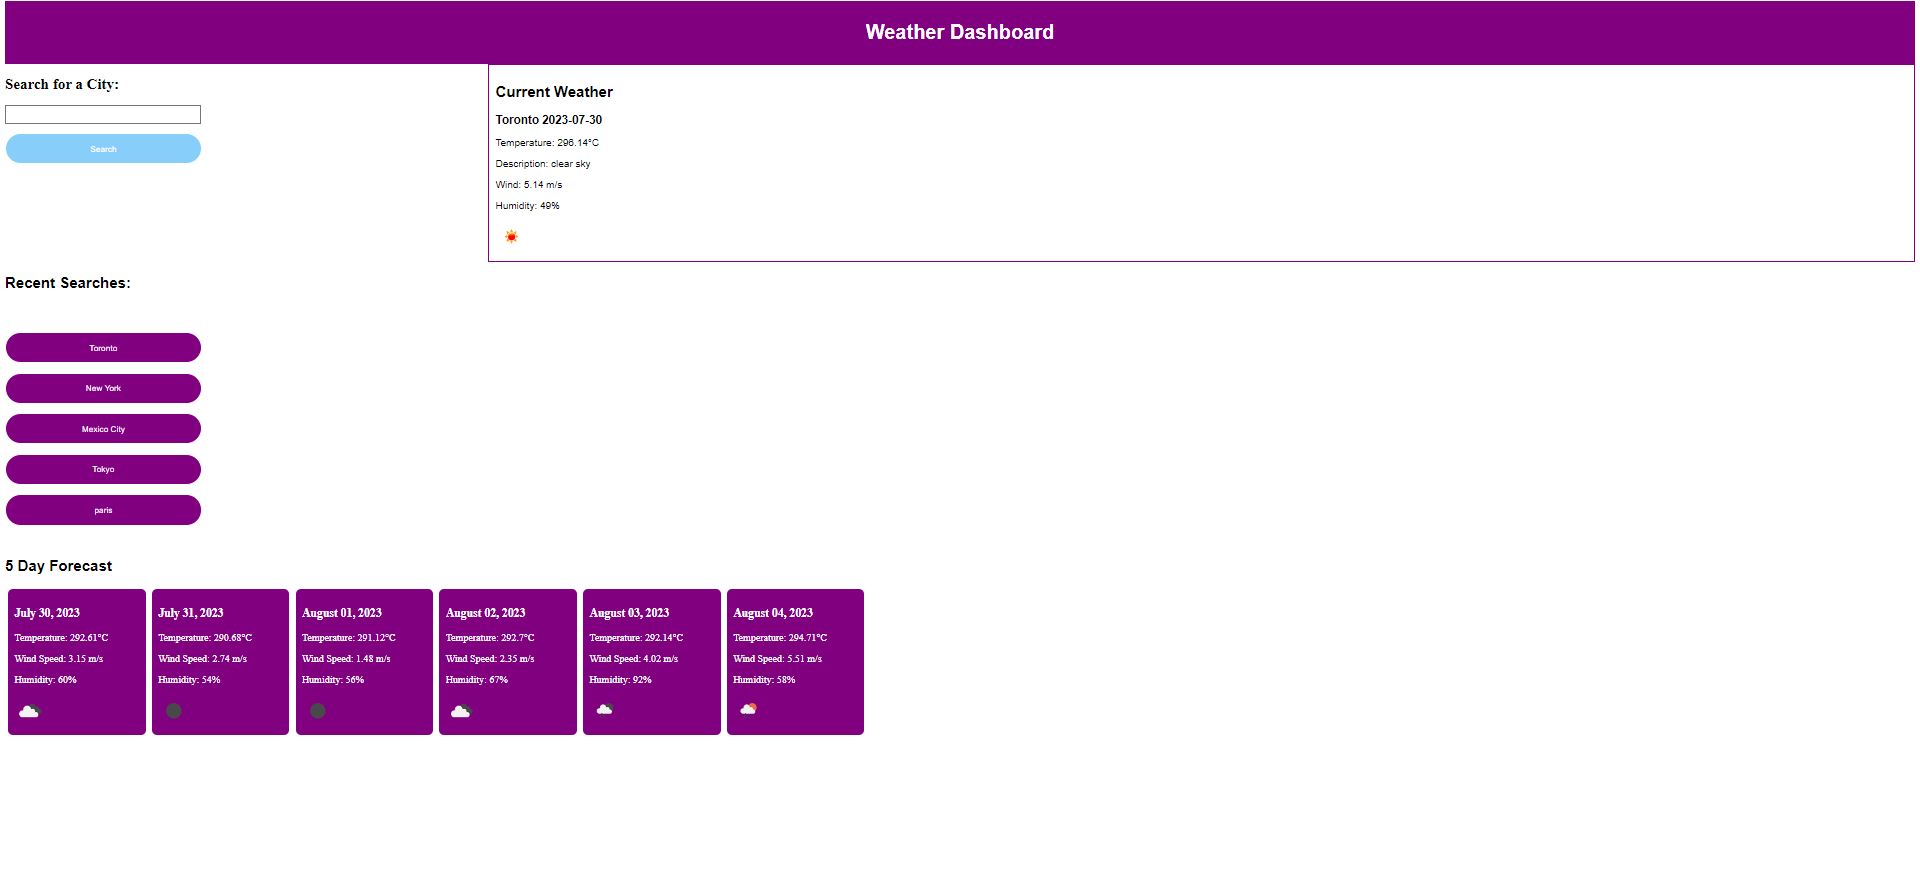 Weather Dashboard
Search for a City:
Search
Current Weather
Toronto 2023-07-30
Temperature: 296.14°C
Description: clear sky
Wind: 5.14 m/s
Humidity: 49%
Recent Searches:
Toronto
New York
Mexico City
Tokyo
paris
5 Day Forecast
July 30, 2023
Temperature: 292.61°C
Wind Speed: 3.15 m/s
Humidity: 60%
July 31, 2023
Temperature: 290.68°C
Wind Speed: 2.74 m/s
Humidity: 54%
August 01, 2023
Temperature: 291.12°C
Wind Speed: 1.48 m/s
Humidity: 56%
August 02, 2023
Temperature: 292.7°C
Wind Speed: 2.35 m/s
Humidity: 67%
August 03, 2023
Temperature: 292.14°C
Wind Speed: 4.02 m/s
Humidity: 92%
August 04, 2023
Temperature: 294.71°C
Wind Speed: 5.51 m/s
Humidity: 58%